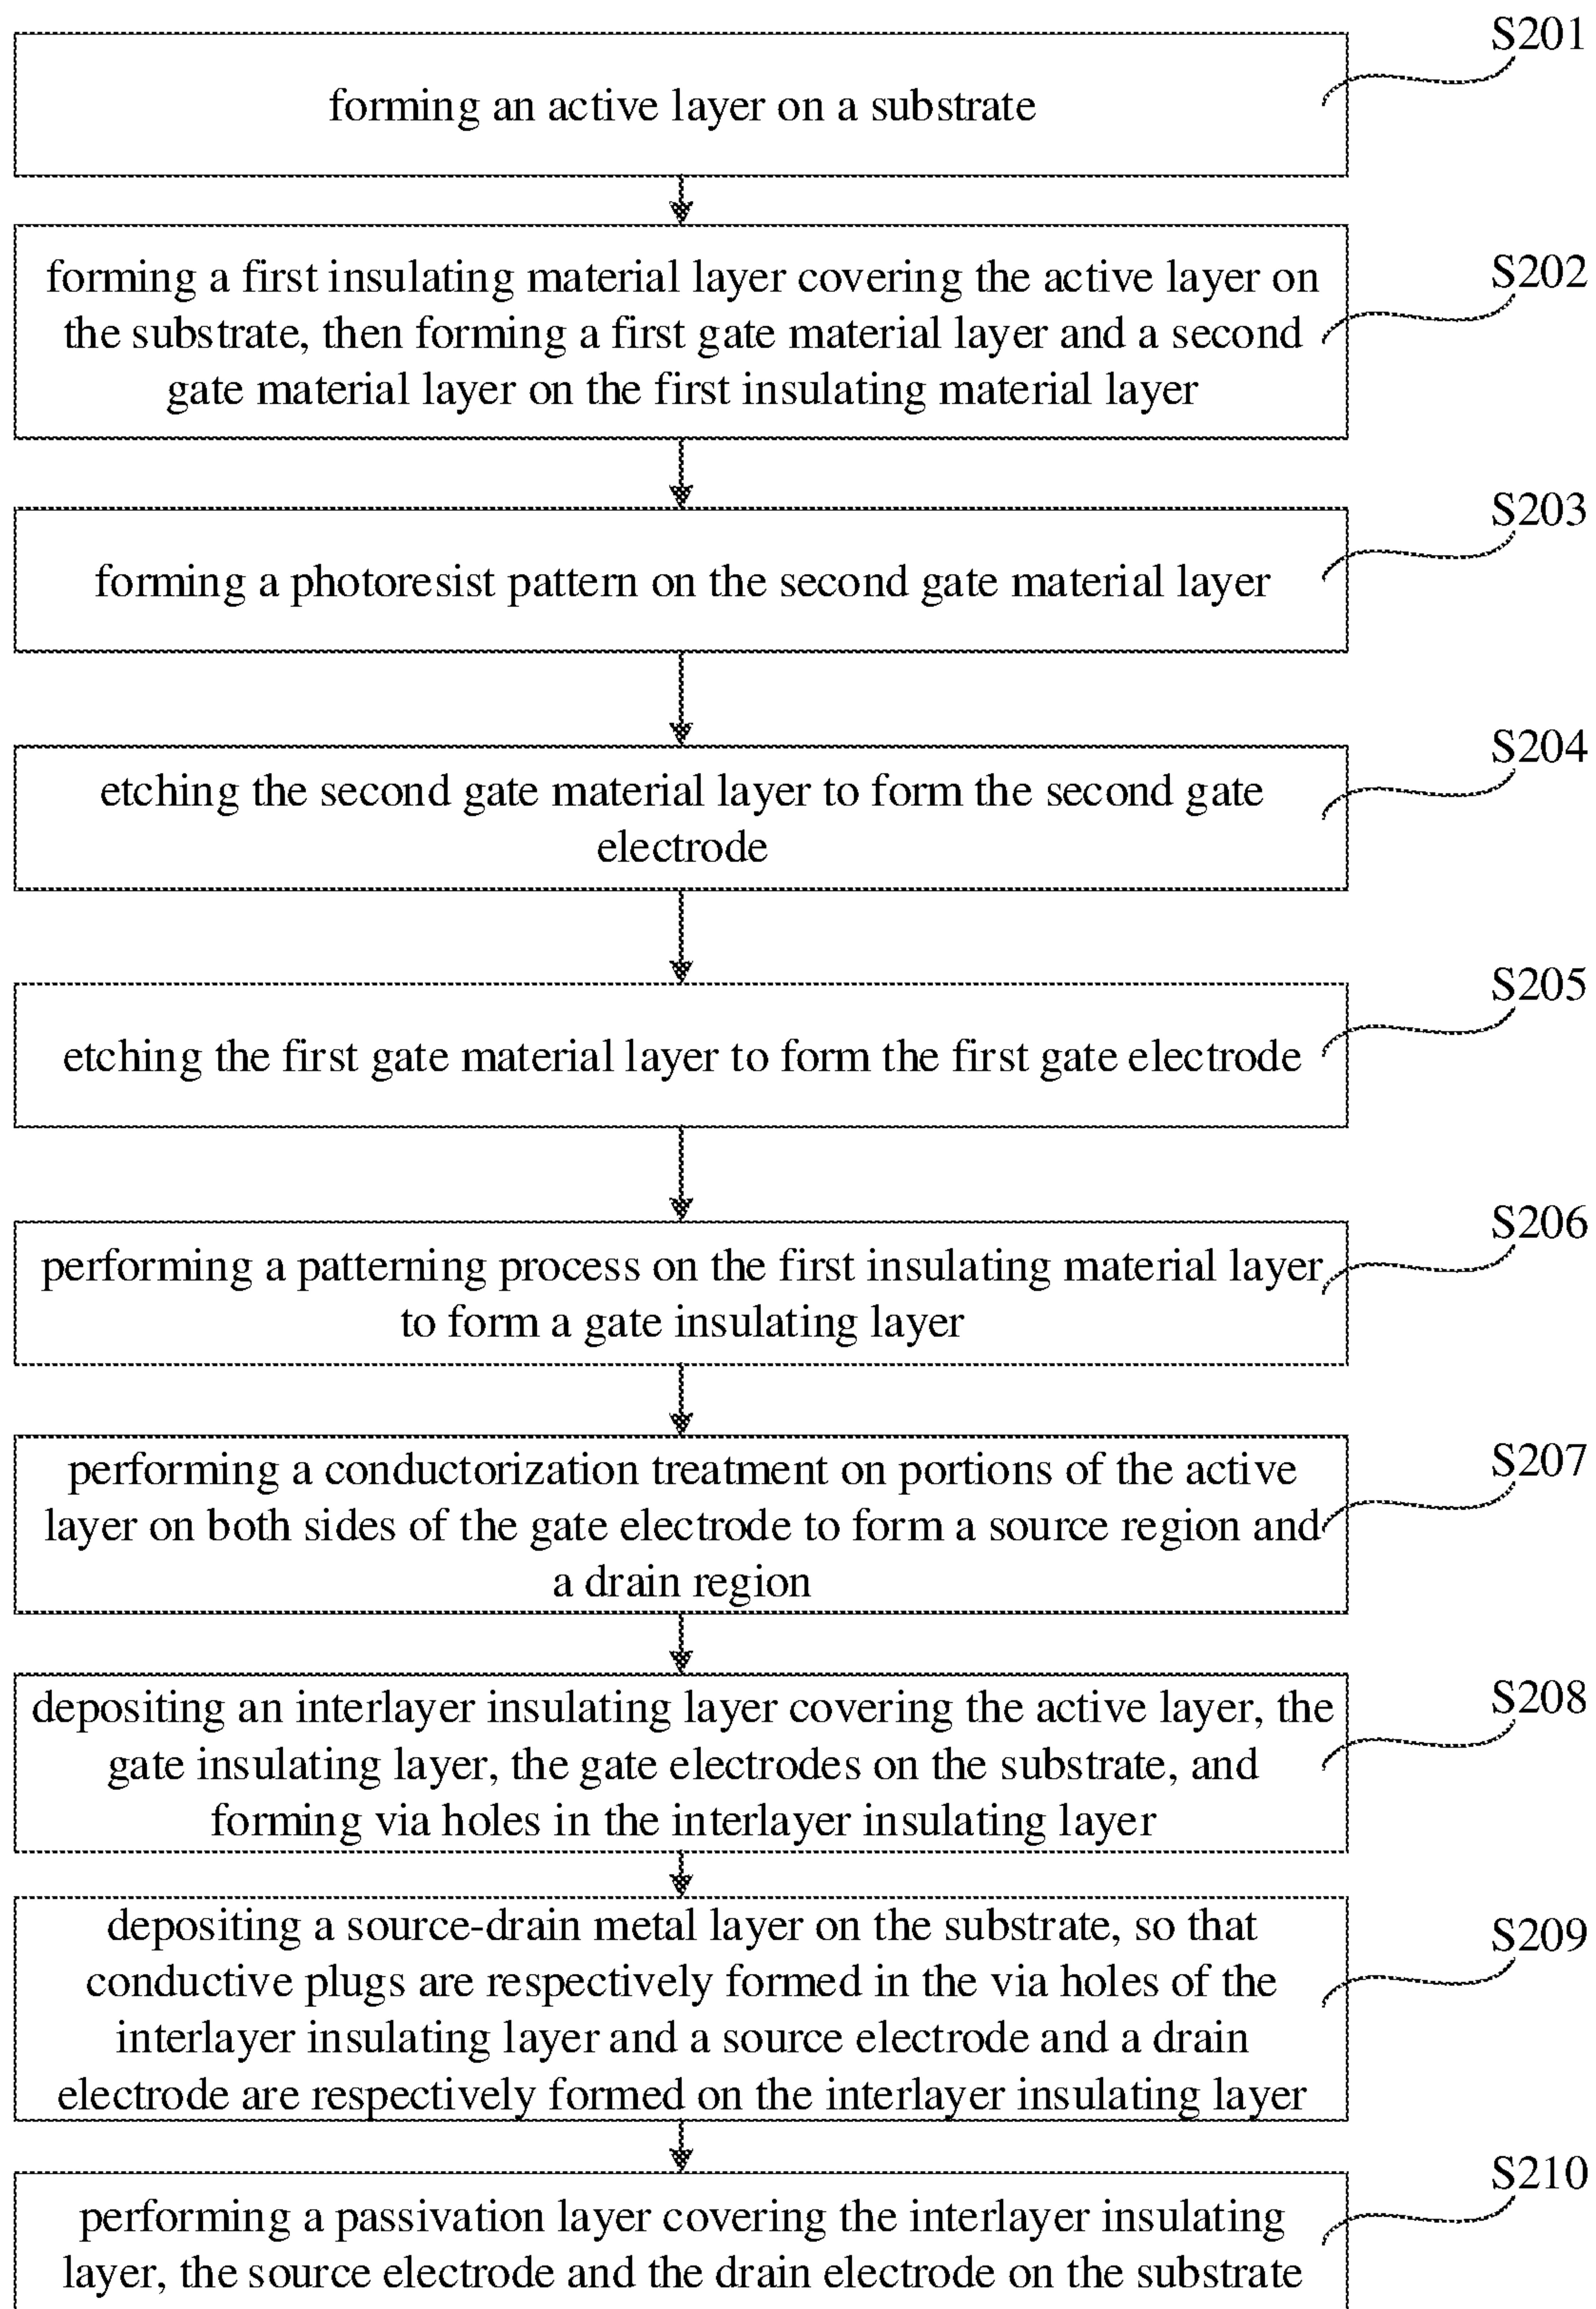 S201
forming an active layer on a substrate
S202
forming a first insulating material layer covering the active layer on
the substrate, then forming a first gate material layer and a second
gate material layer on the first insulating material layer
S203
forming a photoresist pattern on the second gate material layer
S204
etching the second gate material layer to form the second gate
electrode
S205
etching the first gate material layer to form the first gate electrode
S206
performing a patterning process on the first insulating material layer
to form a gate insulating layer
S207
performing a conductorization treatment on portions of the active
layer on both sides of the gate electrode to form a source region and
a drain region
S208
depositing an interlayer insulating layer covering the active layer, the
gate insulating layer, the gate electrodes on the substrate, and
forming via holes in the interlayer insulating layer
S209
depositing a source-drain metal layer on the substrate, so that
conductive plugs are respectively formed in the via holes of the
interlayer insulating layer and a source electrode and a drain
electrode are respectively formed on the interlayer insulating layer
S210
performing a passivation layer covering the interlayer insulating
layer, the source electrode and the drain electrode on the substrate